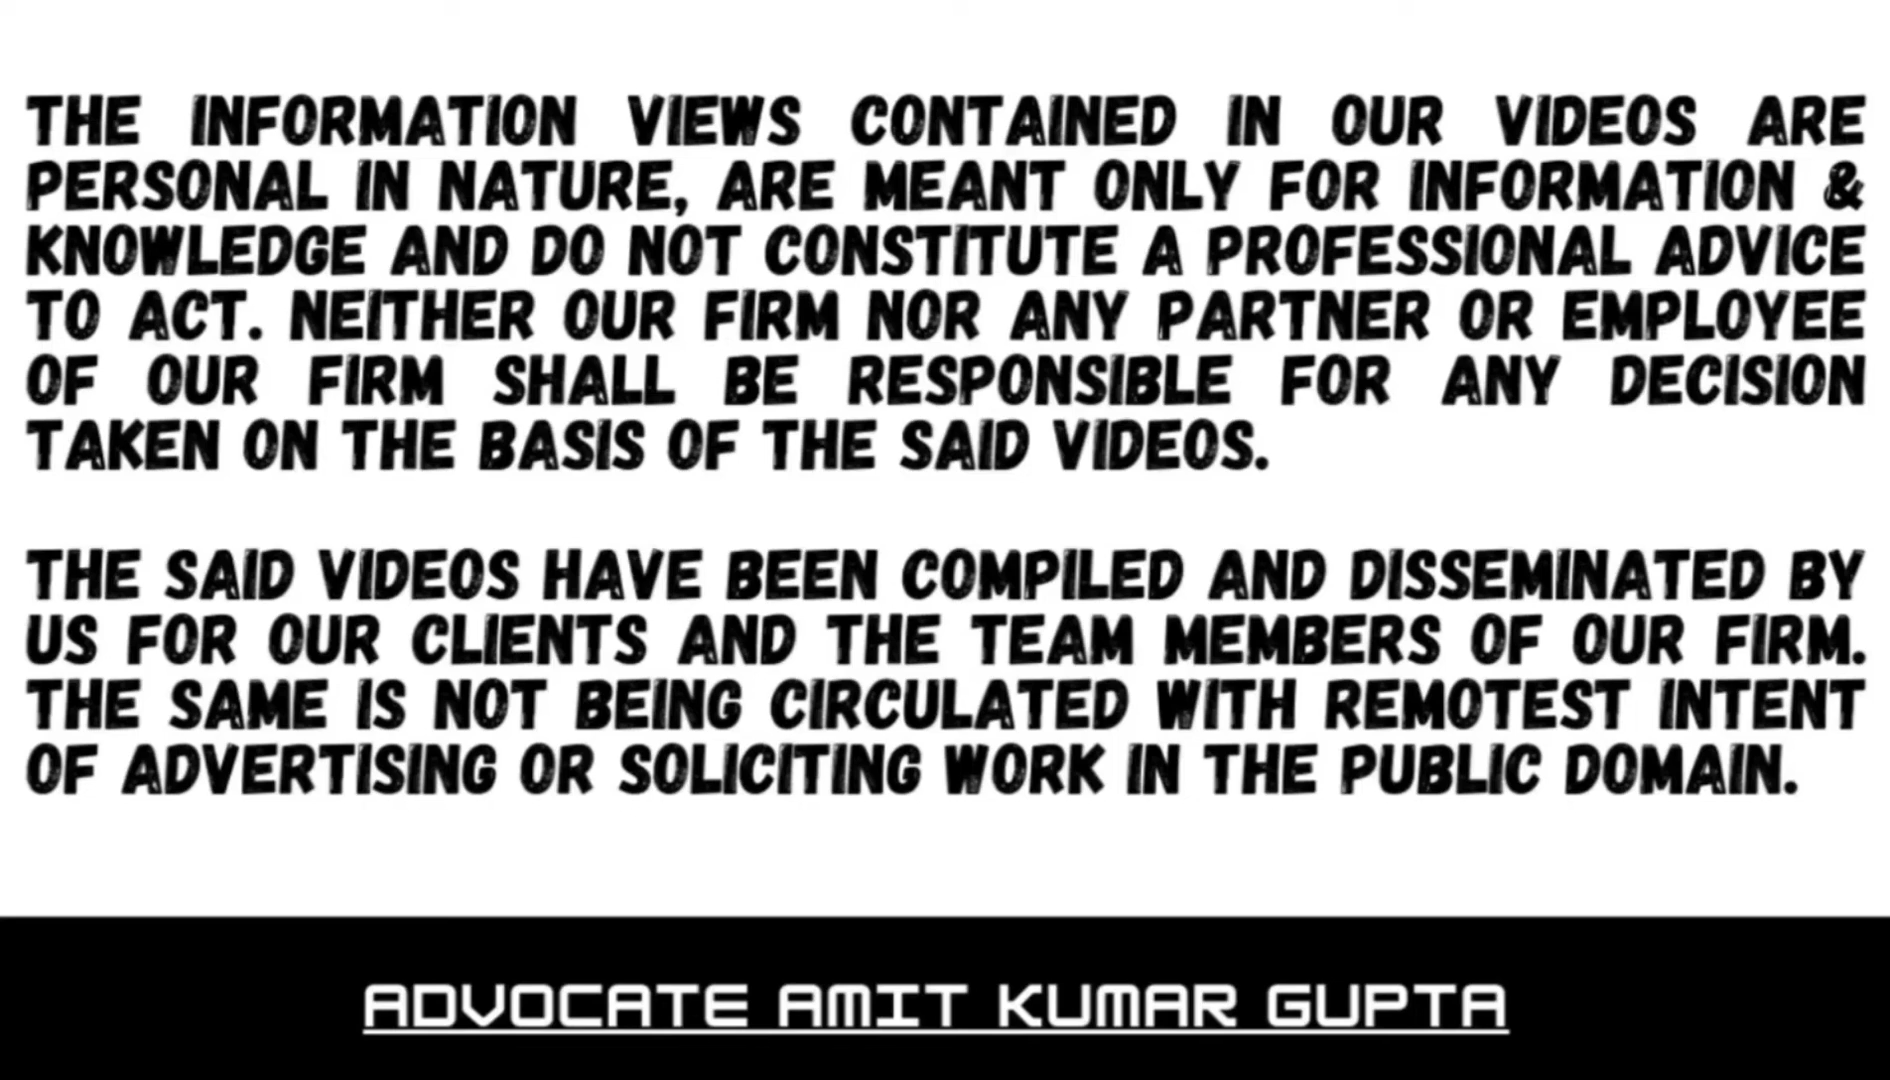 THE INFORMATION VIEWS CONTAINED IN OUR VIDEOS ARE
PERSONAL IN NATURE, ARE MEANT ONLY FOR INFORMATION &
KNOWLEDGE AND DO NOT CONSTITUTE A PROFESSIONAL ADVICE
TO ACT. NEITHER OUR FIRM NOR ANY PARTNER OR EMPLOYEE
OF OUR FIRM SHALL BE RESPONSIBLE FOR ANY DECISION
TAKEN ON THE BASIS OF THE SAID VIDEOS.
THE SAID VIDEOS HAVE BEEN COMPILED AND DISSEMINATED BY
US FOR OUR CLIENTS AND THE TEAM MEMBERS OF OUR FIRM.
THE SAME IS NOT BEING CIRCULATED WITH REMOTEST INTENT
OF ADVERTISING OR SOLICITING WORK IN THE PUBLIC DOMAIN.
ADVOCATE AMIT KUMAR GUPTA